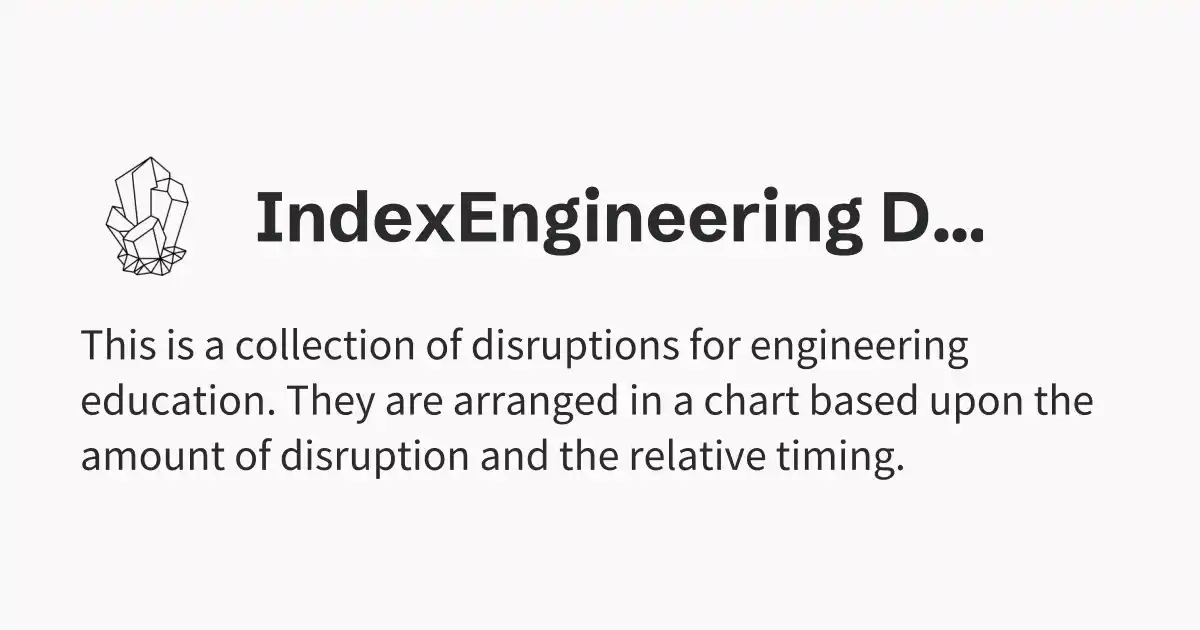 IndexEngineering D...
This is a collection of disruptions for engineering
education. They are arranged in a chart based upon the
amount of disruption and the relative timing.